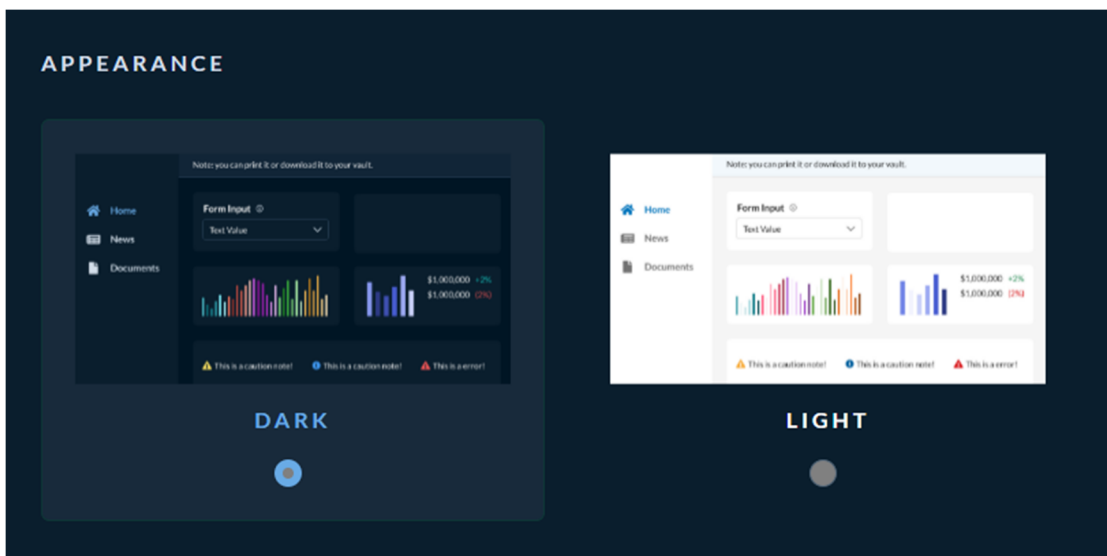 APPEARANCE
Note: you can print it or download it to your vault.
Home
News
Documents
Form Input
Text Value
$1,000,000 +2%
$1,000,000 (2%)
This is a caution note!
This is a caution note!
This is a error!
DARK
Note: you can print it or download it to your vault.
Home
News
Documents
Form Input
Text Value
$1,000,000 +2%
$1,000,000 (2%)
This is a caution note!
This is a caution note!
This is a error!
LIGHT